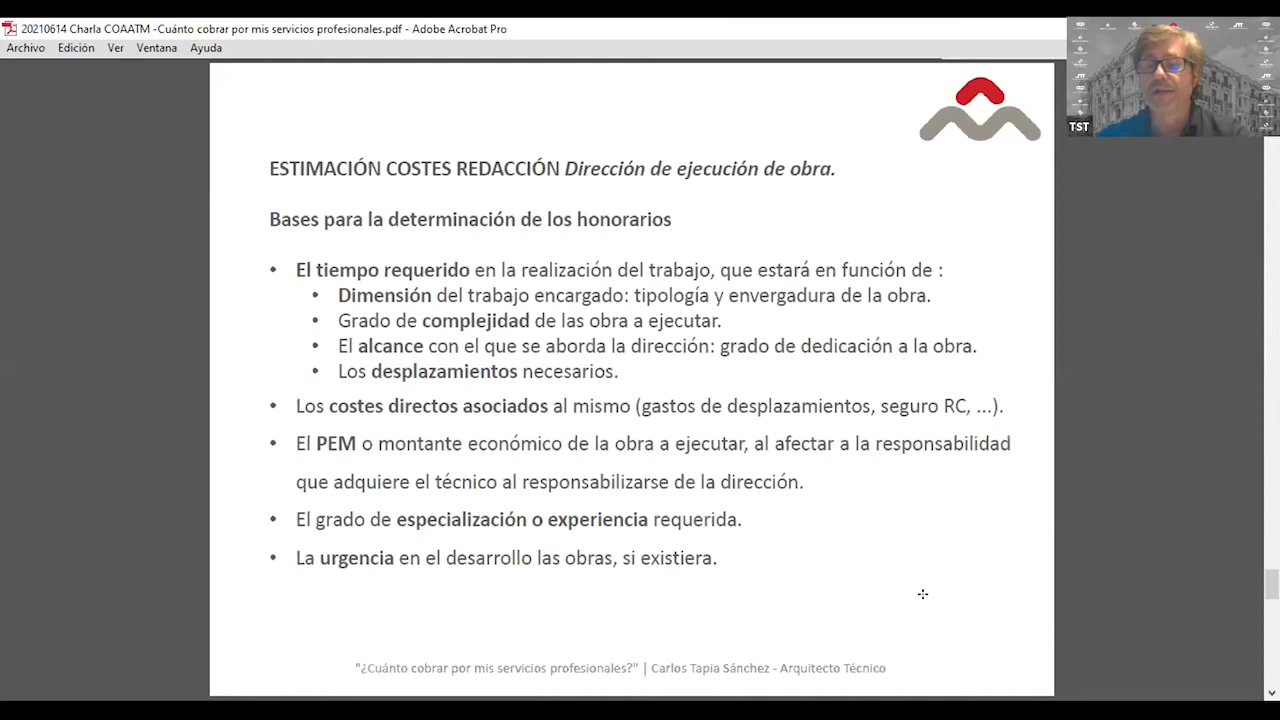 20210614 Charla COAATM -Cuánto cobrar por mis servicios profesionales.pdf - Adobe Acrobat Pro
Archivo Edición Ver Ventana Ayuda
TST
ESTIMACIÓN COSTES REDACCIÓN Dirección de ejecución de obra.
Bases para la determinación de los honorarios
• El tiempo requerido en la realización del trabajo, que estará en función de :
• Dimensión del trabajo encargado: tipología y envergadura de la obra.
• Grado de complejidad de las obra a ejecutar.
• El alcance con el que se aborda la dirección: grado de dedicación a la obra.
• Los desplazamientos necesarios.
• Los costes directos asociados al mismo (gastos de desplazamientos, seguro RC, ...).
• El PEM o montante económico de la obra a ejecutar, al afectar a la responsabilidad
que adquiere el técnico al responsabilizarse de la dirección.
• El grado de especialización o experiencia requerida.
• La urgencia en el desarrollo las obras, si existiera.
"¿Cuánto cobrar por mis servicios profesionales?" | Carlos Tapia Sánchez - Arquitecto Técnico